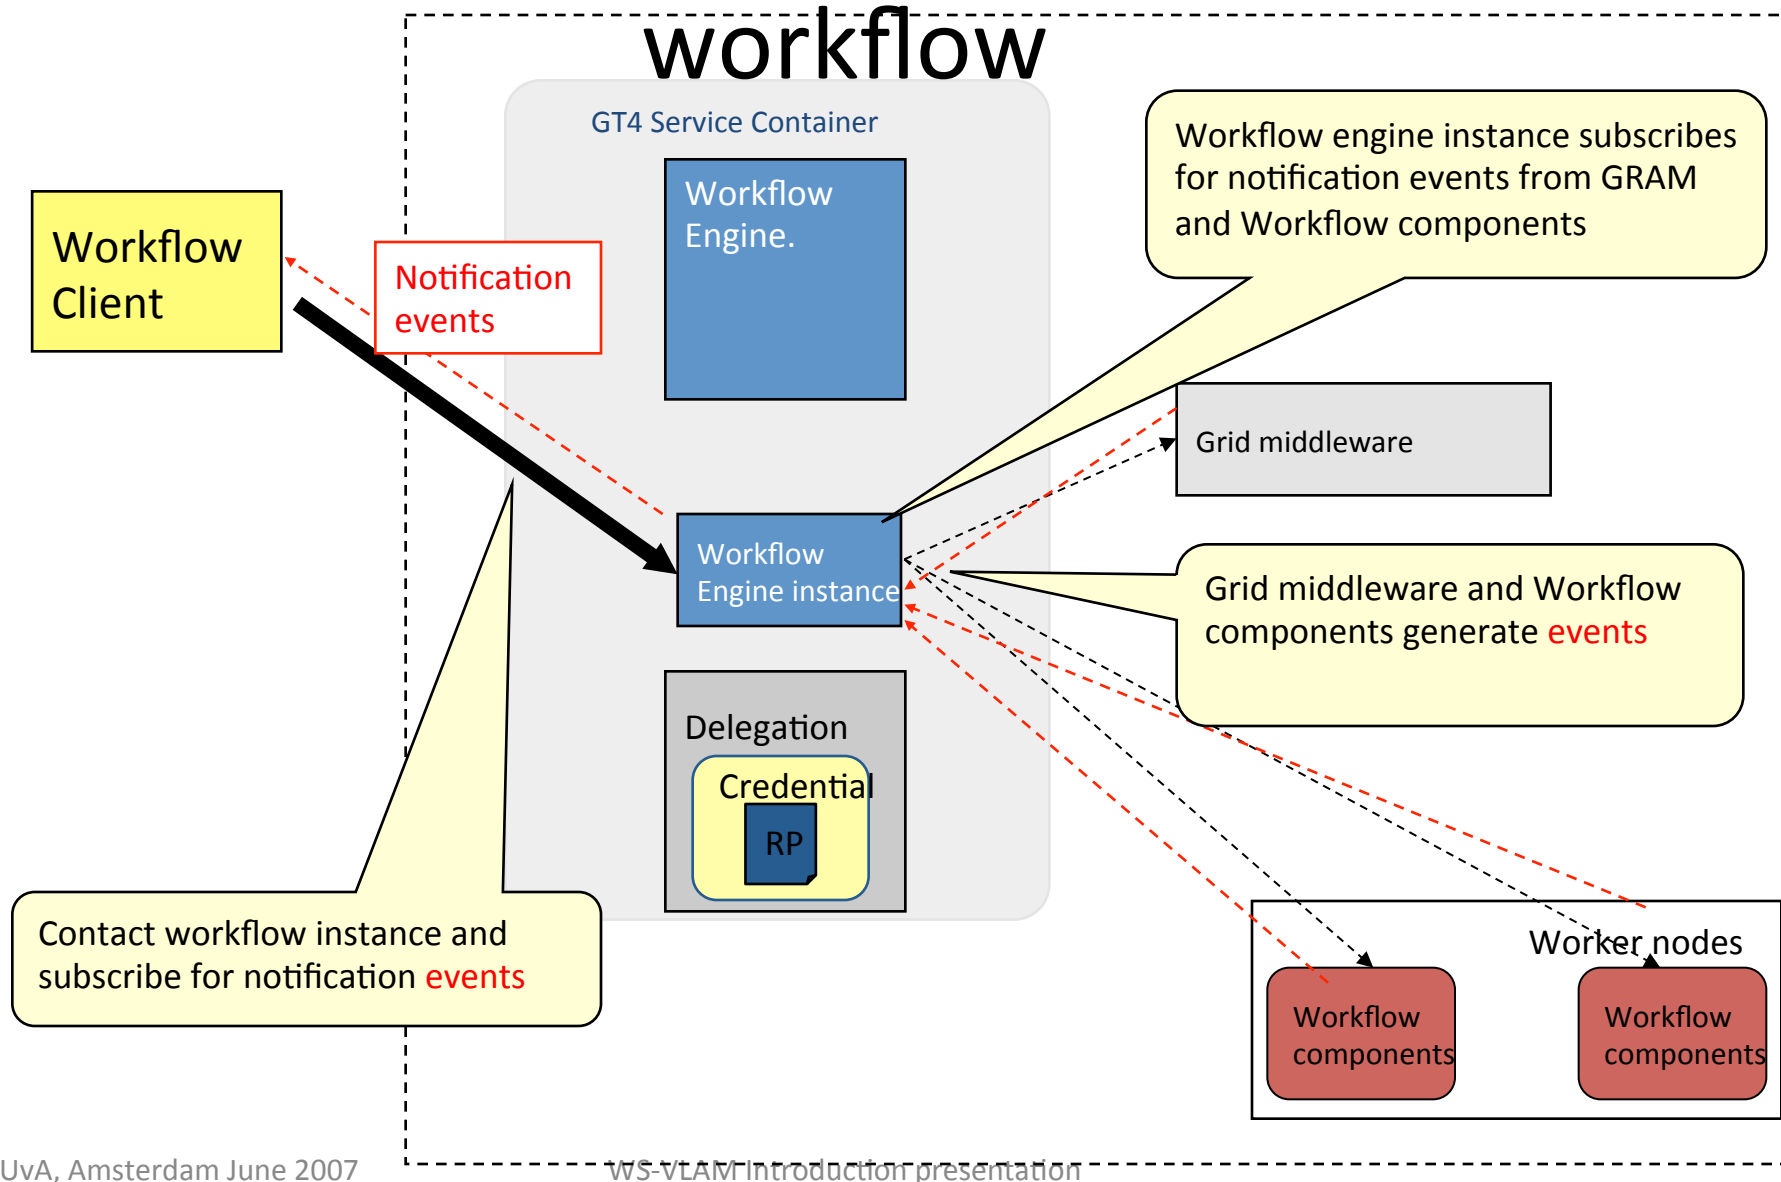 workflow
GT4 Service Container
Workflow
Engine.
Workflow engine instance subscribes
for notification events from GRAM
and Workflow components
Workflow
Client
Notification
events
Grid middleware
Workflow
Engine instance
Grid middleware and Workflow
components generate events
Delegation
Credential
RP
Contact workflow instance and
subscribe for notification events
Worker nodes
Workflow
components
Workflow
components
UvA, Amsterdam June 2007
WS-VLAM Introduction presentation